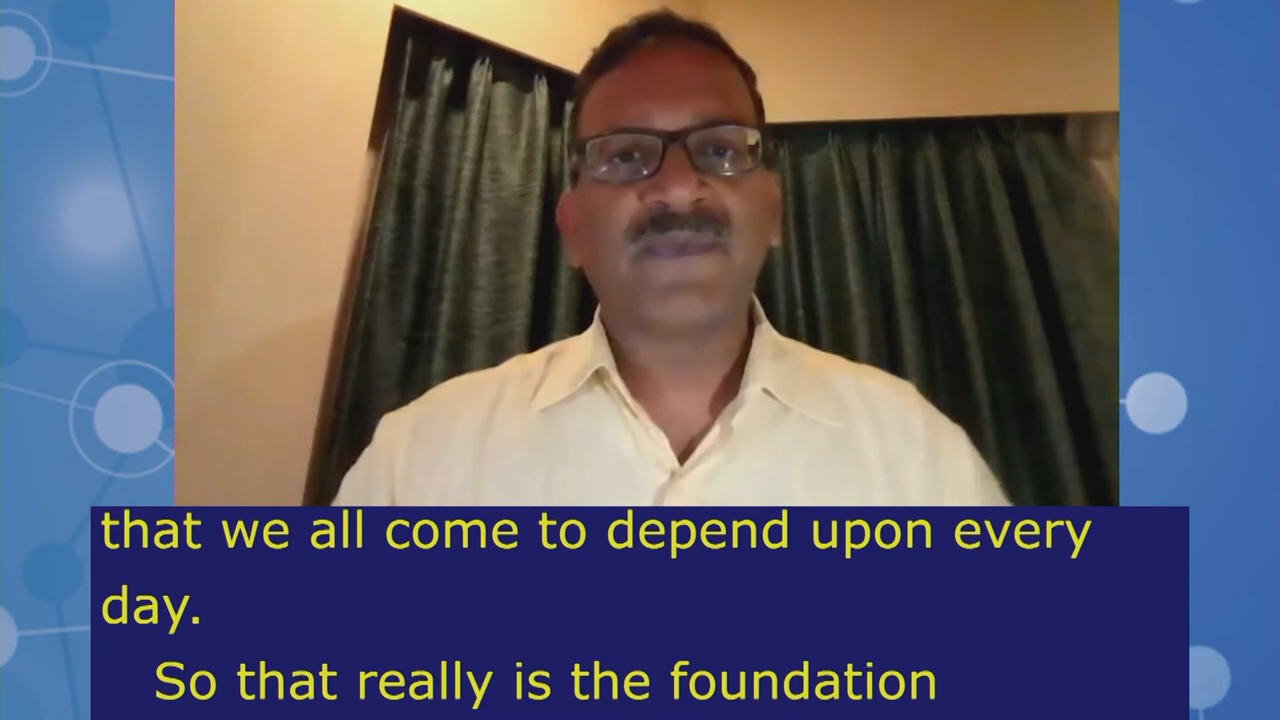 that we all come to depend upon every
day.
So that really is the foundation